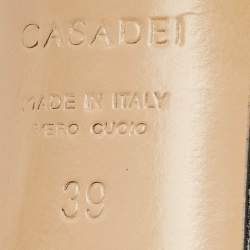 CASADEI
MADE IN ITALY
VERO CUOIO
39